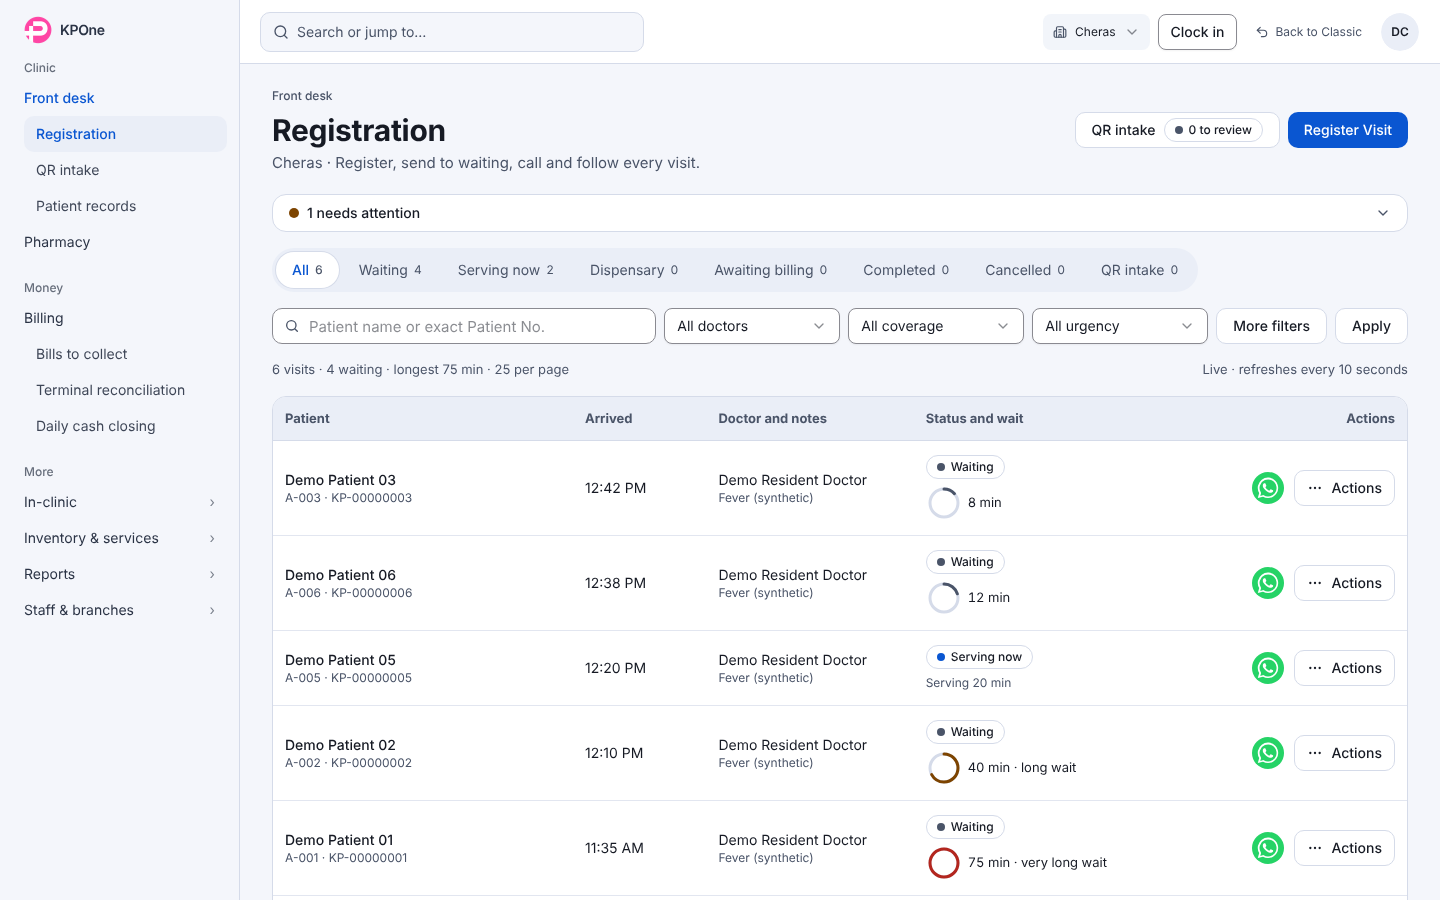 KPOne
Clinic
Front desk
Registration
QR intake
Patient records
Pharmacy
Money
Billing
Bills to collect
Terminal reconciliation
Daily cash closing
More
In-clinic
Inventory & services
Reports
Staff & branches
Search or jump to...
Cheras
Clock in
Back to Classic
DC
Front desk
Registration
Cheras · Register, send to waiting, call and follow every visit.
QR intake 0 to review
Register Visit
1 needs attention
All 6 Waiting 4 Serving now 2 Dispensary 0 Awaiting billing 0 Completed 0 Cancelled 0 QR intake 0
Patient name or exact Patient No. All doctors All coverage All urgency More filters Apply
6 visits · 4 waiting · longest 75 min · 25 per page
Live · refreshes every 10 seconds
Patient Arrived Doctor and notes Status and wait Actions
Demo Patient 03
A-003 · KP-00000003
12:42 PM
Demo Resident Doctor
Fever (synthetic)
Waiting
8 min
Actions
Demo Patient 06
A-006 · KP-00000006
12:38 PM
Demo Resident Doctor
Fever (synthetic)
Waiting
12 min
Actions
Demo Patient 05
A-005 · KP-00000005
12:20 PM
Demo Resident Doctor
Fever (synthetic)
Serving now
Serving 20 min
Actions
Demo Patient 02
A-002 · KP-00000002
12:10 PM
Demo Resident Doctor
Fever (synthetic)
Waiting
40 min · long wait
Actions
Demo Patient 01
A-001 · KP-00000001
11:35 AM
Demo Resident Doctor
Fever (synthetic)
Waiting
75 min · very long wait
Actions